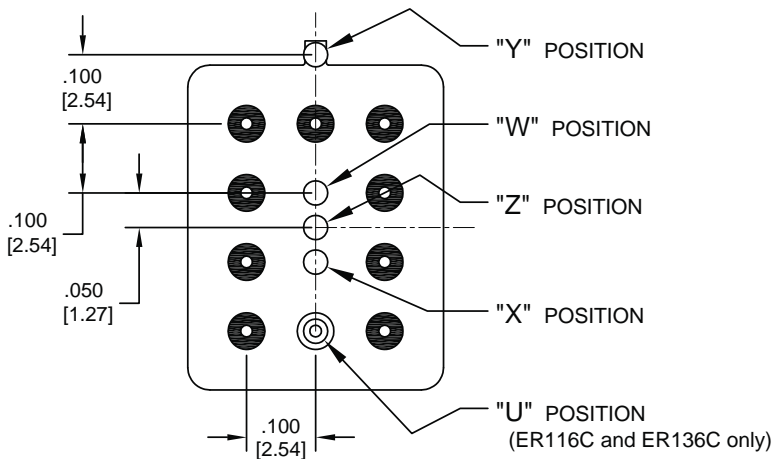 "Y" POSITION
.100
[2.54]
"W" POSITION
"Z" POSITION
.100
[2.54]
.050
[1.27]
"X" POSITION
"U" POSITION
(ER116C and ER136C only)
.100
[2.54]